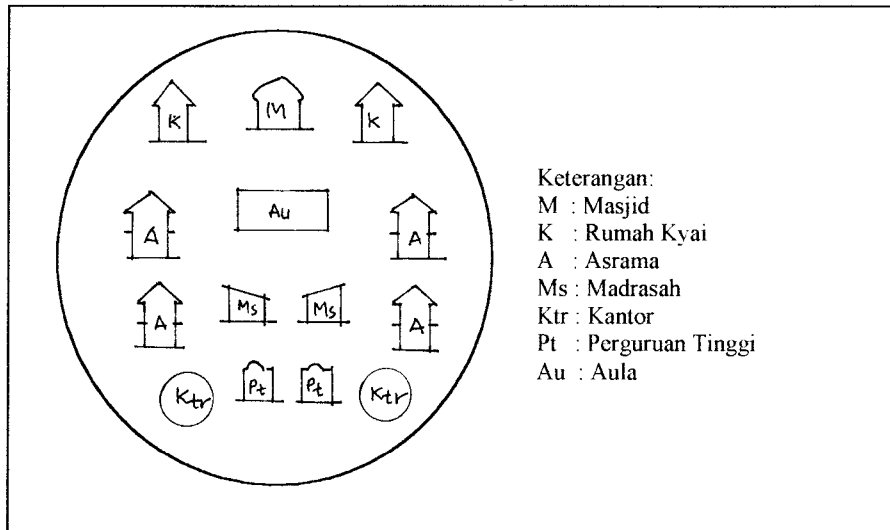 K M K
A Au A
A Ms Ms A
Ktr Pt Pt Ktr
Keterangan:
M : Masjid
K : Rumah Kyai
A : Asrama
Ms : Madrasah
Ktr : Kantor
Pt : Perguruan Tinggi
Au : Aula